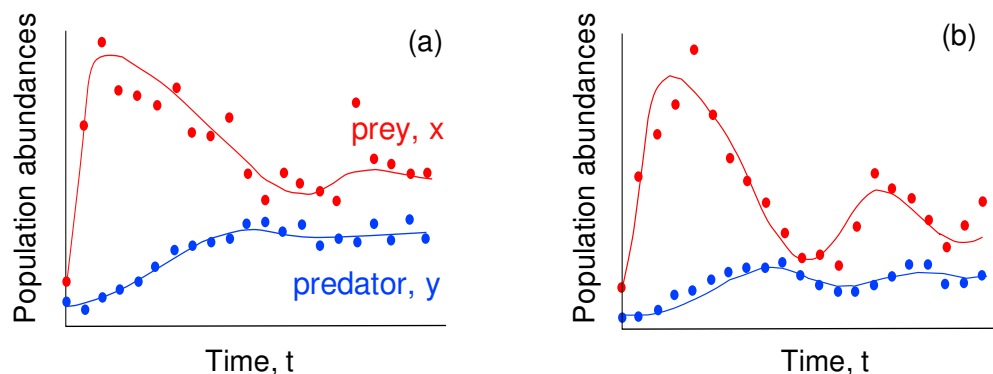 Population abundances
(a)
prey, x
predator, y
Time, t
Population abundances
(b)
Time, t